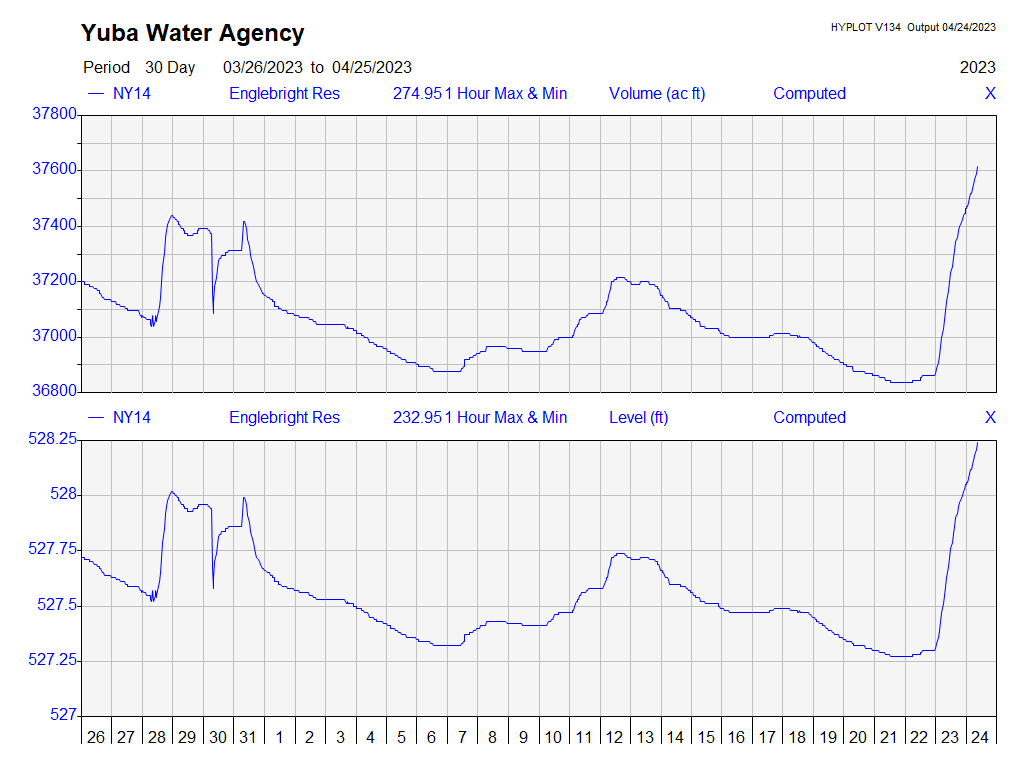 Yuba Water Agency
HYPLOT V134 Output 04/24/2023
Period 30 Day 03/26/2023 to 04/25/2023 2023
NY14 Englebright Res 274.95 1 Hour Max & Min Volume (ac ft) Computed X
37800
37600
37400
37200
37000
36800
NY14 Englebright Res 232.95 1 Hour Max & Min Level (ft) Computed X
528.25
528
527.75
527.5
527.25
527
26 27 28 29 30 31 1 2 3 4 5 6 7 8 9 10 11 12 13 14 15 16 17 18 19 20 21 22 23 24